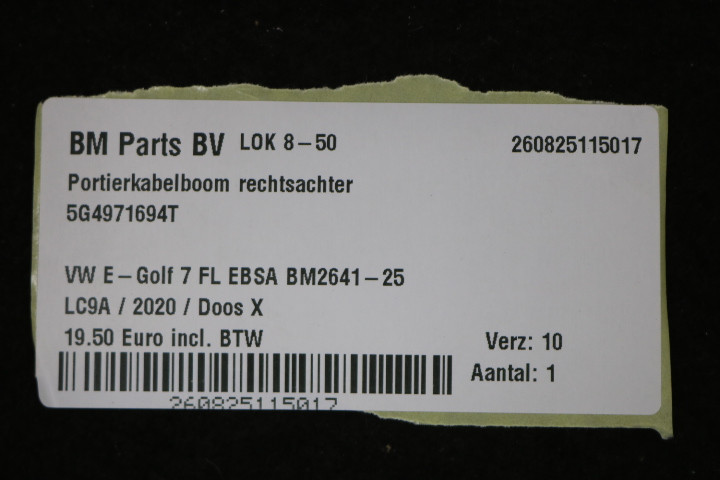 BM Parts BV LOK 8-50 260825115017
Portierkabelboom rechtsachter
5G4971694T
VW E-Golf 7 FL EBSA BM2641-25
LC9A / 2020 / Doos X
19.50 Euro incl. BTW Verz: 10
Aantal: 1
260825115017